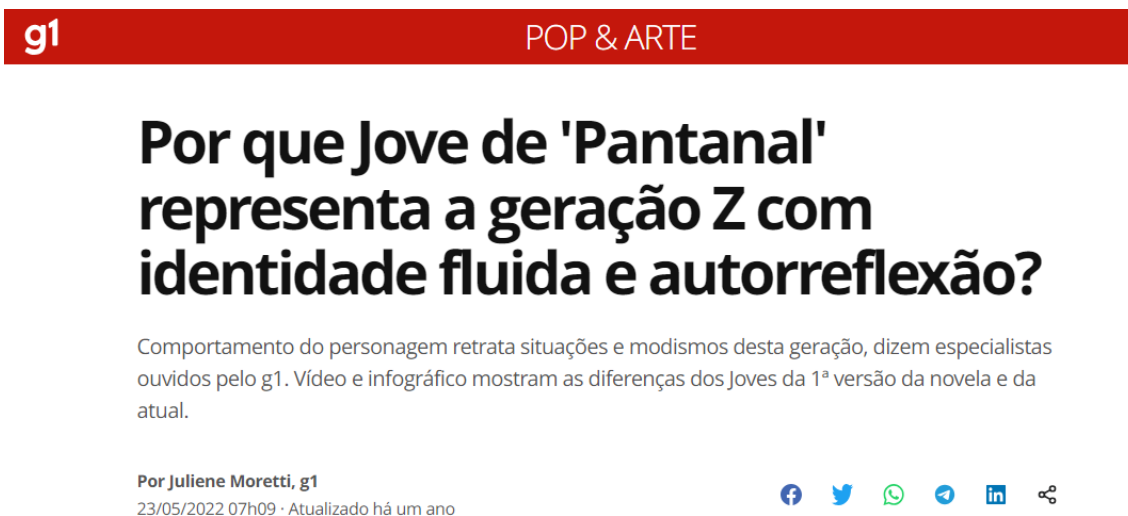 g1
POP & ARTE
Por que Jove de 'Pantanal'
representa a geração Z com
identidade fluida e autorreflexão?
Comportamento do personagem retrata situações e modismos desta geração, dizem especialistas
ouvidos pelo g1. Vídeo e infográfico mostram as diferenças dos Joves da 1ª versão da novela e da
atual.
Por Juliene Moretti, g1
23/05/2022 07h09 · Atualizado há um ano